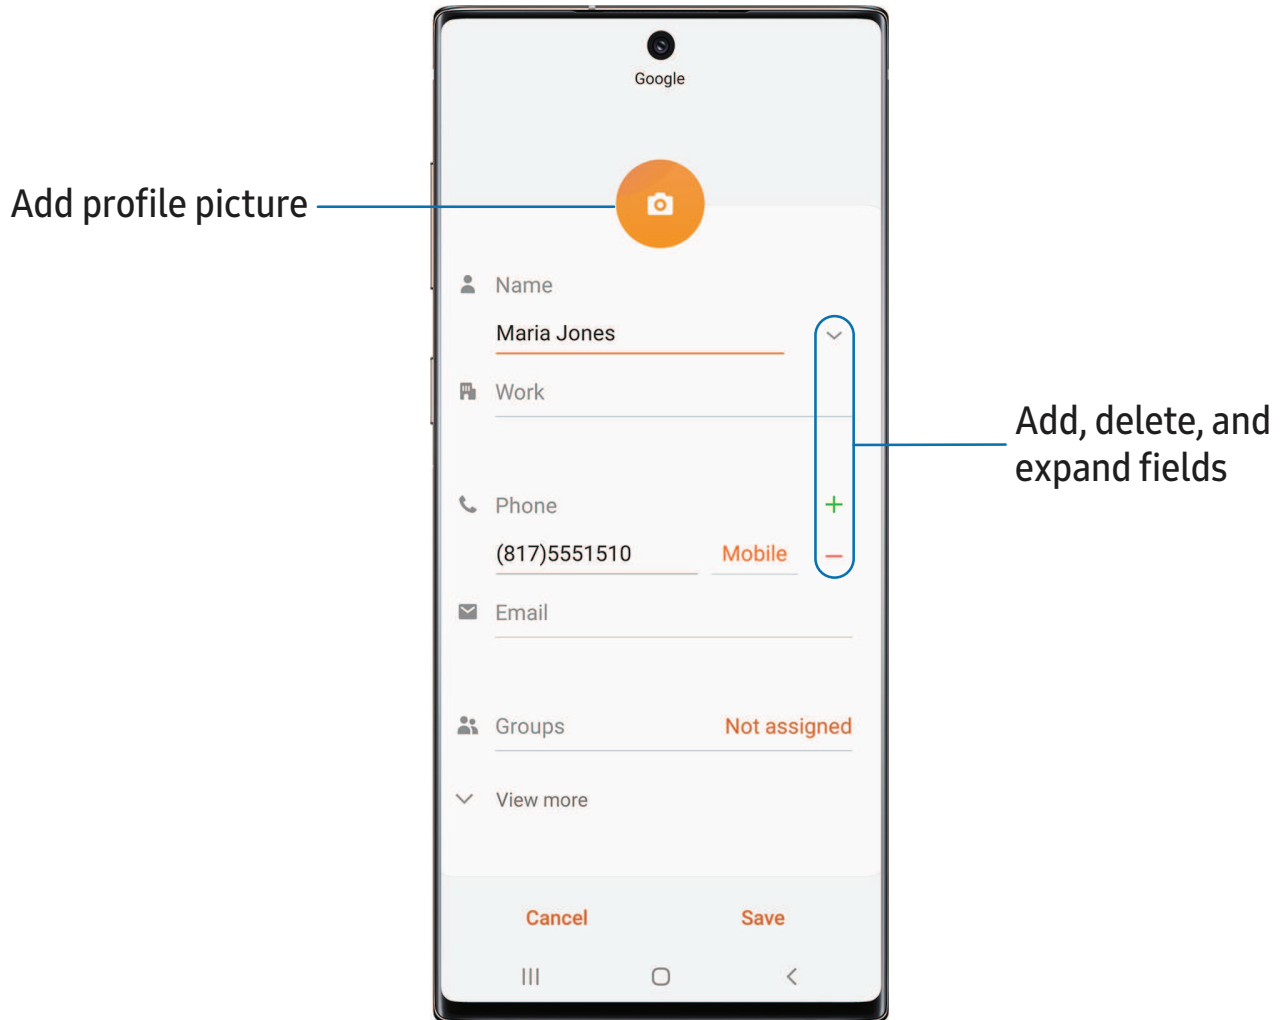 Google
Add profile picture
Name
Maria Jones
Work
Add, delete, and
expand fields
Phone
(817)5551510 Mobile
Email
Groups Not assigned
View more
Cancel Save